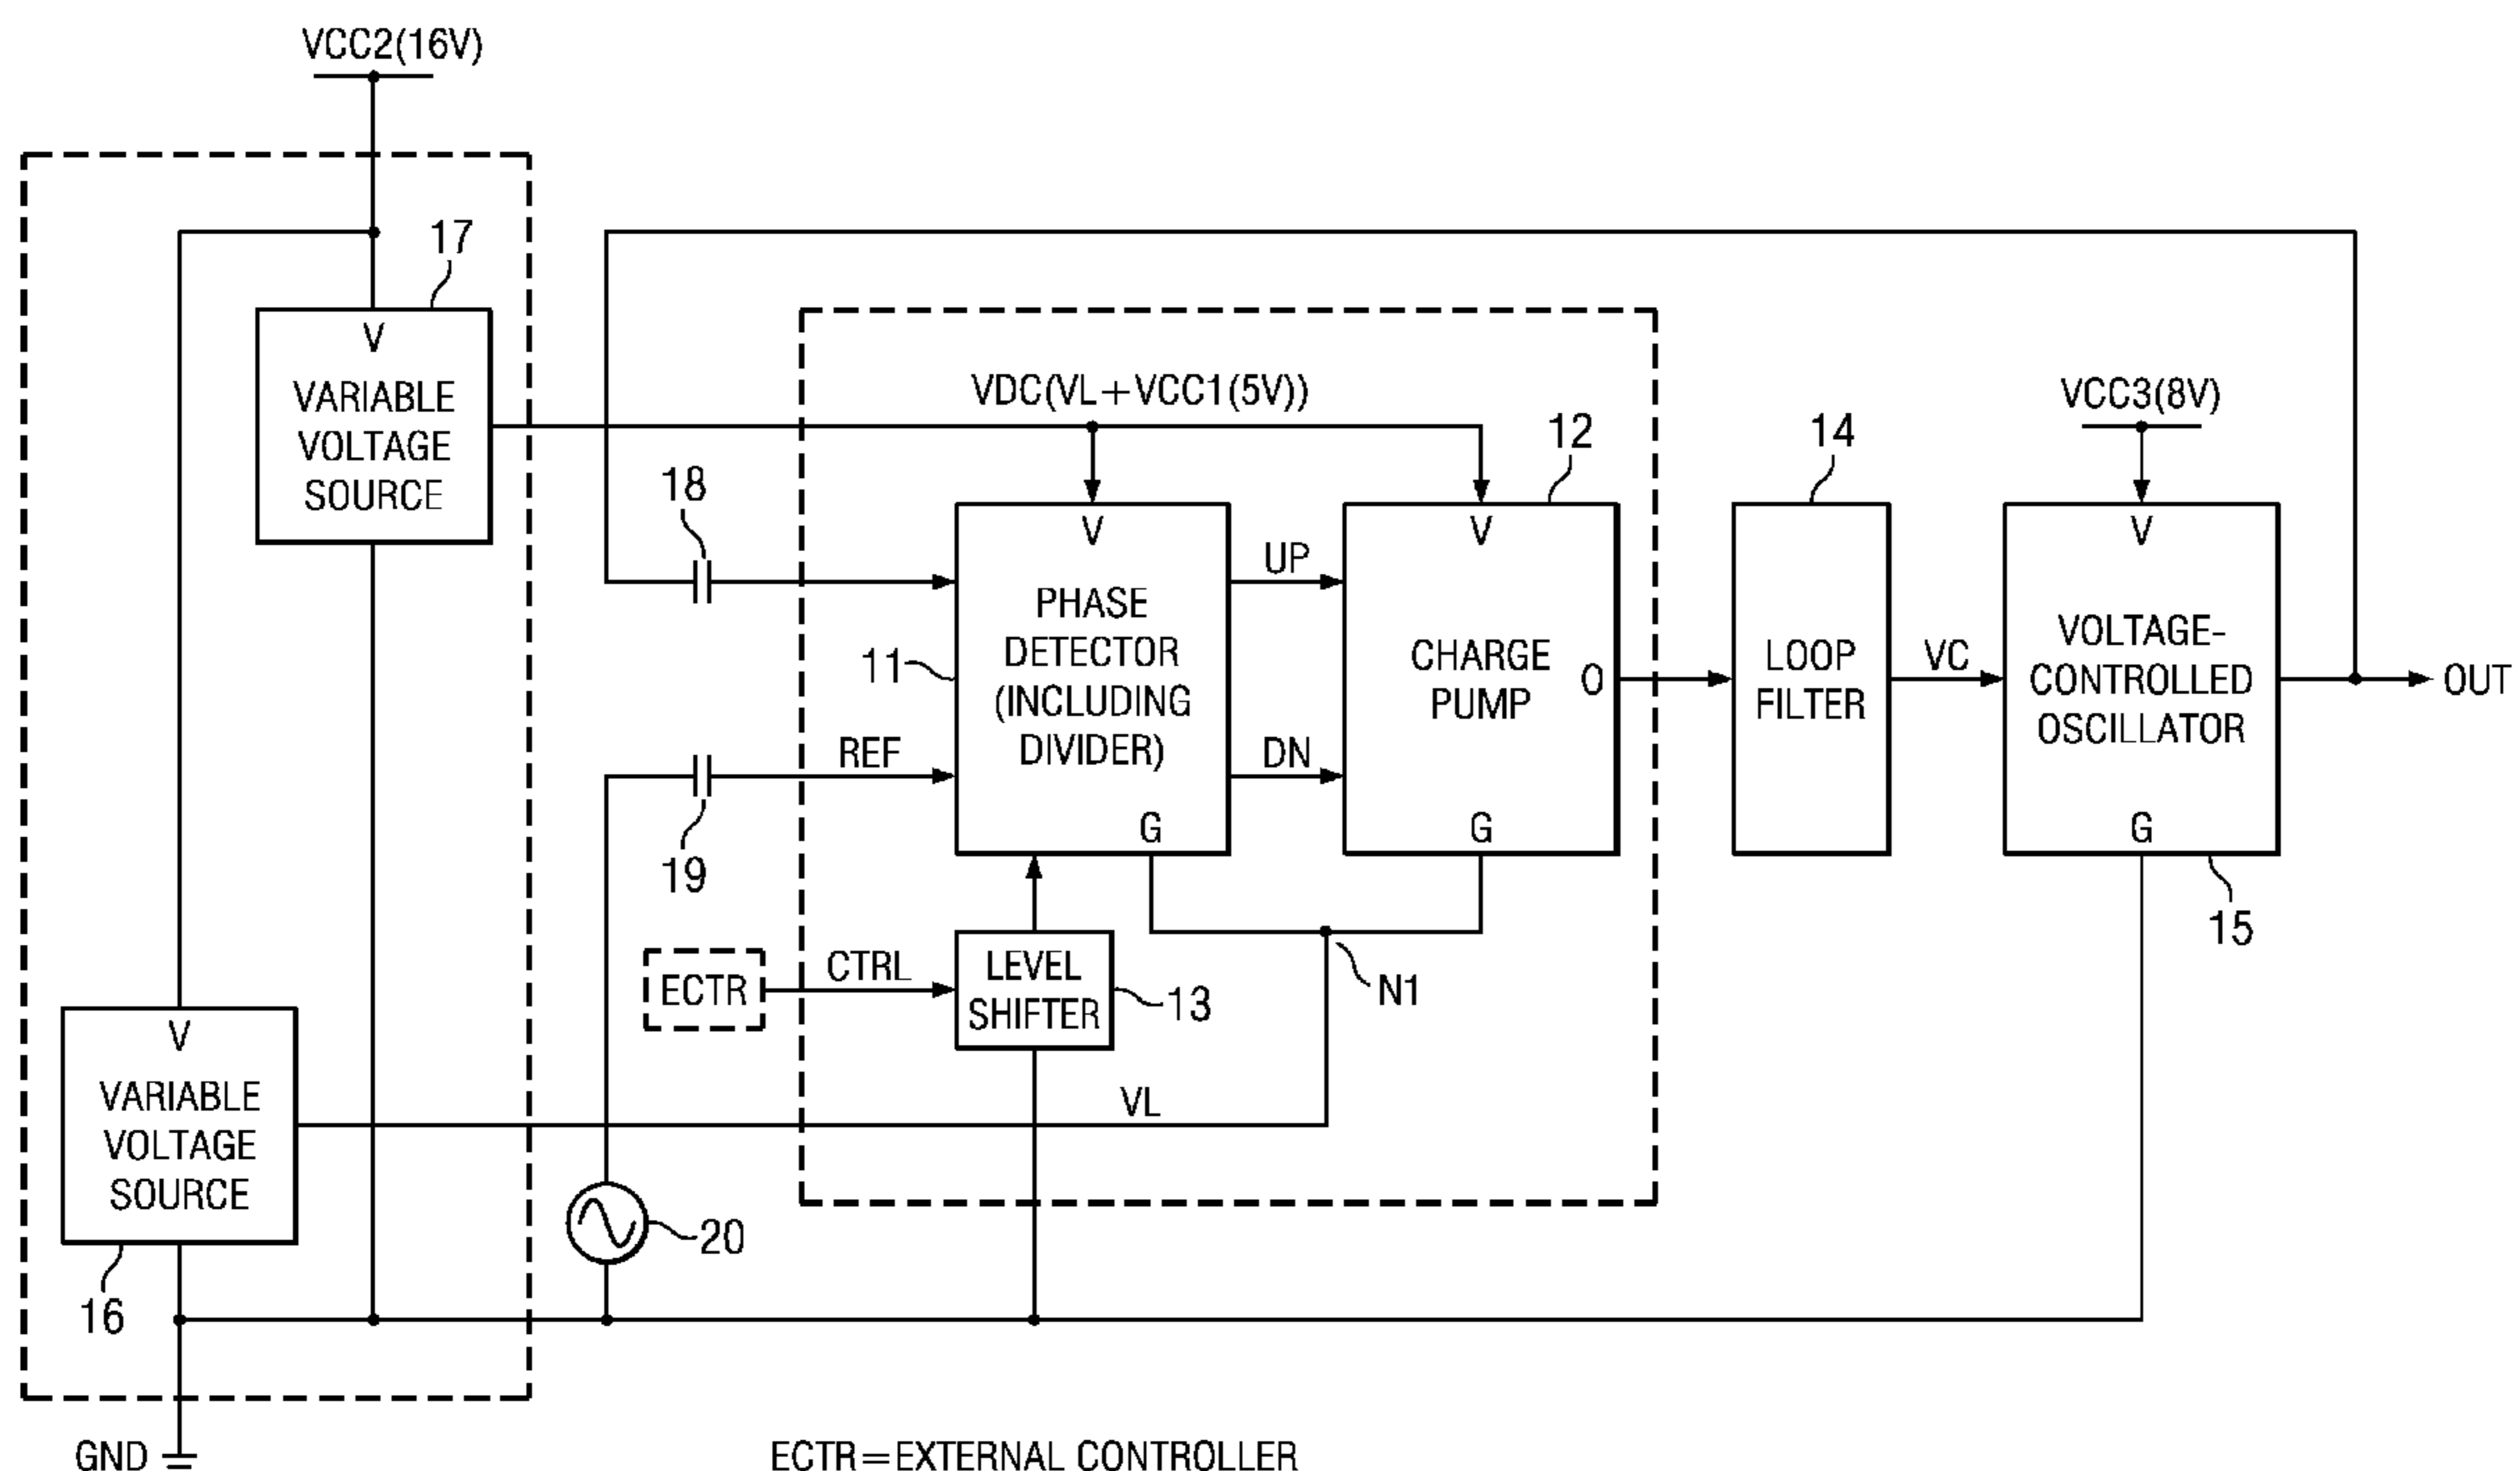 VCC2(16V)
17
V
VARIABLE
VOLTAGE
SOURCE
VDC(VL+VCC1(5V))
VCC3(8V)
12
14
18
V
V
V
UP
PHASE
DETECTOR
(INCLUDING
DIVIDER)
11
CHARGE
PUMP
O
LOOP
FILTER
VC
VOLTAGE-
CONTROLLED
OSCILLATOR
OUT
REF
DN
G
G
G
19
15
ECTR
CTRL
LEVEL
SHIFTER
13
N1
V
VARIABLE
VOLTAGE
SOURCE
VL
20
16
GND
ECTR=EXTERNAL CONTROLLER